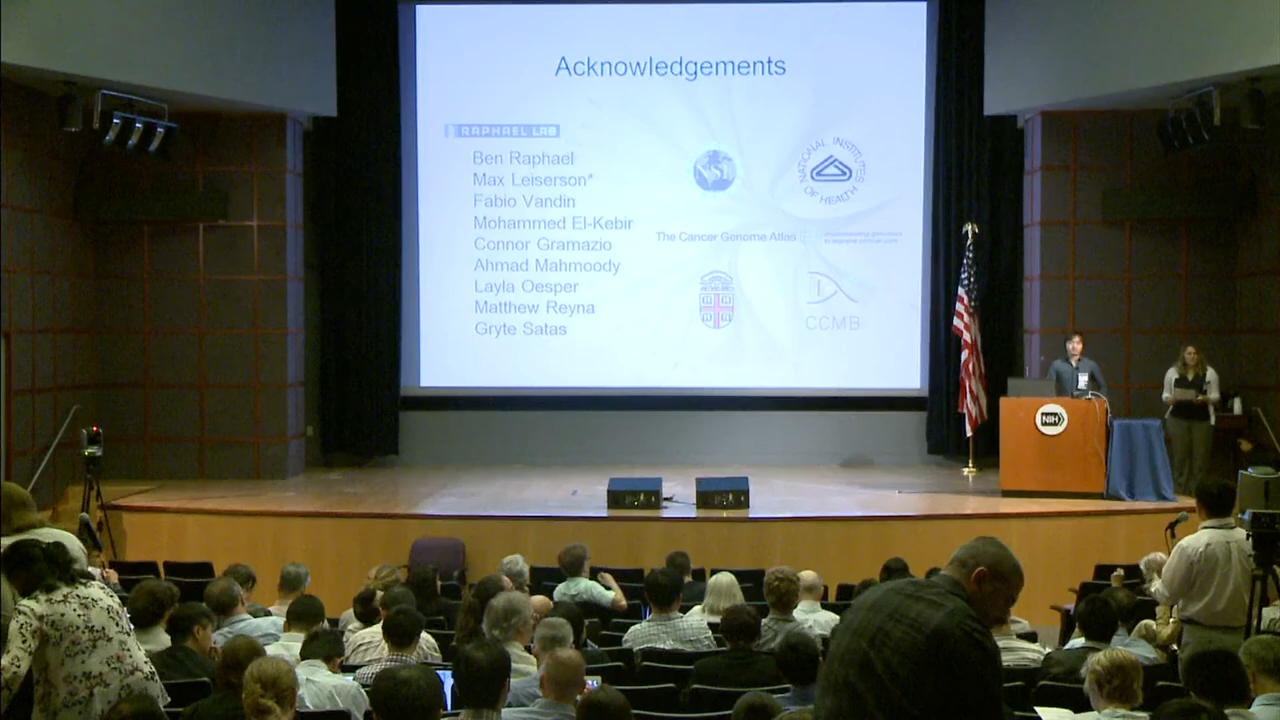 Acknowledgements
RAPHAEL LAB
Ben Raphael
Max Leiserson*
Fabio Vandin
Mohammed El-Kebir
Connor Gramazio
Ahmad Mahmoody
Layla Oesper
Matthew Reyna
Gryte Satas
NSF
NATIONAL INSTITUTES
OF HEALTH
The Cancer Genome Atlas
CCMB
NIH